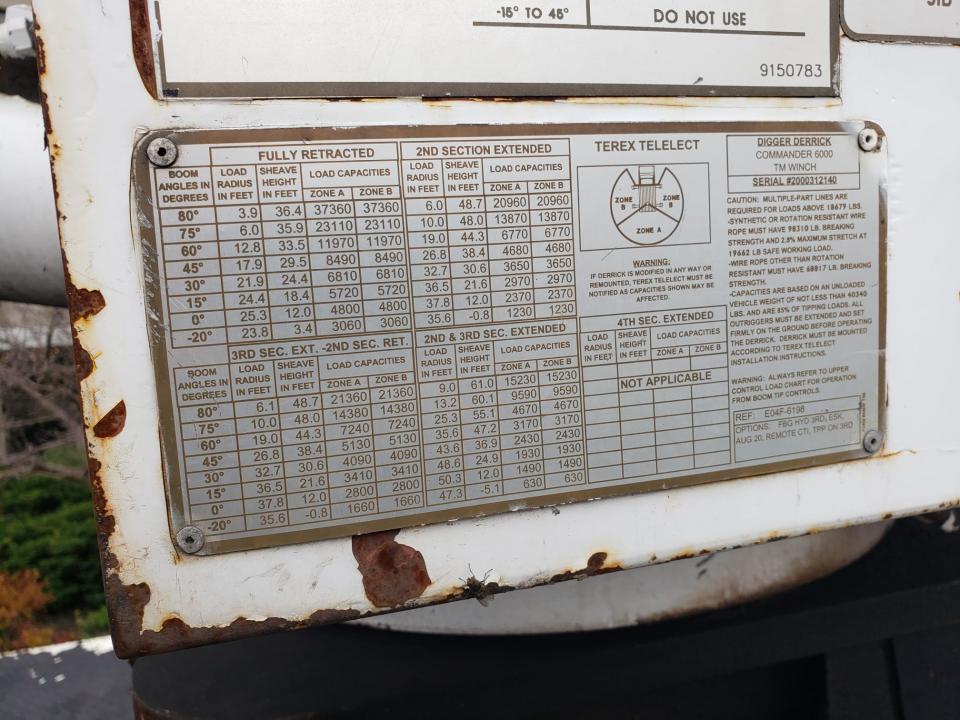 -15° TO 45° DO NOT USE
9150783
FULLY RETRACTED
BOOM ANGLES IN DEGREES LOAD RADIUS IN FEET SHEAVE HEIGHT IN FEET LOAD CAPACITIES ZONE A ZONE B
80° 3.9 36.4 37360 37360
75° 6.0 35.9 23110 23110
60° 12.8 33.5 11970 11970
45° 17.9 29.5 8490 8490
30° 21.9 24.4 6810 6810
15° 24.4 18.4 5720 5720
0° 25.3 12.0 4800 4800
-20° 23.8 3.4 3060 3060
2ND SECTION EXTENDED
LOAD RADIUS IN FEET SHEAVE HEIGHT IN FEET LOAD CAPACITIES ZONE A ZONE B
6.0 48.7 20960 20960
10.0 48.0 13870 13870
19.0 44.3 6770 6770
26.8 38.4 4680 4680
32.7 30.6 3650 3650
36.5 21.6 2970 2970
37.8 12.0 2370 2370
35.6 -0.8 1230 1230
3RD SEC. EXT. -2ND SEC. RET.
BOOM ANGLES IN DEGREES LOAD RADIUS IN FEET SHEAVE HEIGHT IN FEET LOAD CAPACITIES ZONE A ZONE B
80° 6.1 48.7 21360 21360
75° 10.0 48.0 14380 14380
60° 19.0 44.3 7240 7240
45° 26.8 38.4 5130 5130
30° 32.7 30.6 4090 4090
15° 36.5 21.6 3410 3410
0° 37.8 12.0 2800 2800
-20° 35.6 -0.8 1660 1660
2ND & 3RD SEC. EXTENDED
LOAD RADIUS IN FEET SHEAVE HEIGHT IN FEET LOAD CAPACITIES ZONE A ZONE B
9.0 61.0 15230 15230
13.2 60.1 9590 9590
25.3 55.1 4670 4670
35.6 47.2 3170 3170
43.6 36.9 2430 2430
48.6 24.9 1930 1930
50.3 12.0 1490 1490
47.3 -5.1 630 630
TEREX TELELECT
ZONE B ZONE B
ZONE A
WARNING:
IF DERRICK IS MODIFIED IN ANY WAY OR
REMOUNTED, TEREX TELELECT MUST BE
NOTIFIED AS CAPACITIES SHOWN MAY BE
AFFECTED.
4TH SEC. EXTENDED
LOAD RADIUS IN FEET SHEAVE HEIGHT IN FEET LOAD CAPACITIES ZONE A ZONE B
NOT APPLICABLE
DIGGER DERRICK
COMMANDER 6000
TM WINCH
SERIAL #2000312140
CAUTION: MULTIPLE-PART LINES ARE
REQUIRED FOR LOADS ABOVE 18679 LBS.
-SYNTHETIC OR ROTATION RESISTANT WIRE
ROPE MUST HAVE 98310 LB. BREAKING
STRENGTH AND 2.8% MAXIMUM STRETCH AT
19662 LB SAFE WORKING LOAD.
-WIRE ROPE OTHER THAN ROTATION
RESISTANT MUST HAVE 68817 LB. BREAKING
STRENGTH.
-CAPACITIES ARE BASED ON AN UNLOADED
VEHICLE WEIGHT OF NOT LESS THAN 40340
LBS. AND ARE 85% OF TIPPING LOADS. ALL
OUTRIGGERS MUST BE EXTENDED AND SET
FIRMLY ON THE GROUND BEFORE OPERATING
THE DERRICK. DERRICK MUST BE MOUNTED
ACCORDING TO TEREX TELELECT
INSTALLATION INSTRUCTIONS.
WARNING: ALWAYS REFER TO UPPER
CONTROL LOAD CHART FOR OPERATION
FROM BOOM TIP CONTROLS.
REF: E04F-6198
OPTIONS: FBG HYD 3RD, ESK,
AUG 20, REMOTE CTl, TPP ON 3RD